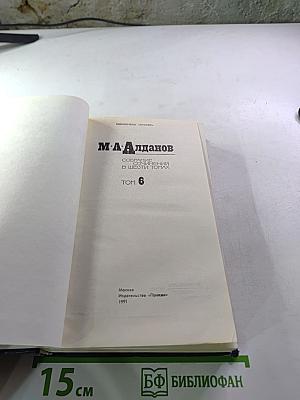 БИБЛИОТЕКА «ОГОНЕК»
М·А·Алданов
СОБРАНИЕ
СОЧИНЕНИЙ
В ШЕСТИ ТОМАХ
ТОМ 6
Москва
Издательство «Правда»
1991
15 см
БФ БИБЛИОФАН